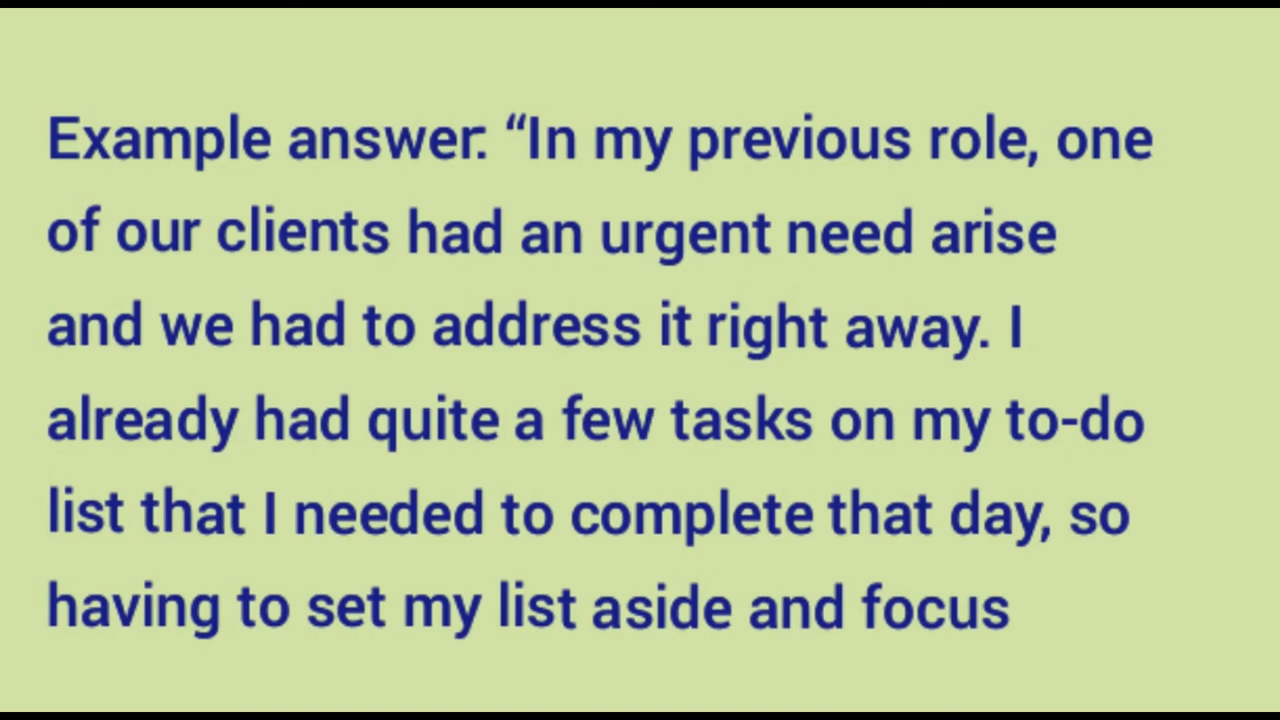 Example answer: “In my previous role, one
of our clients had an urgent need arise
and we had to address it right away. I
already had quite a few tasks on my to-do
list that I needed to complete that day, so
having to set my list aside and focus